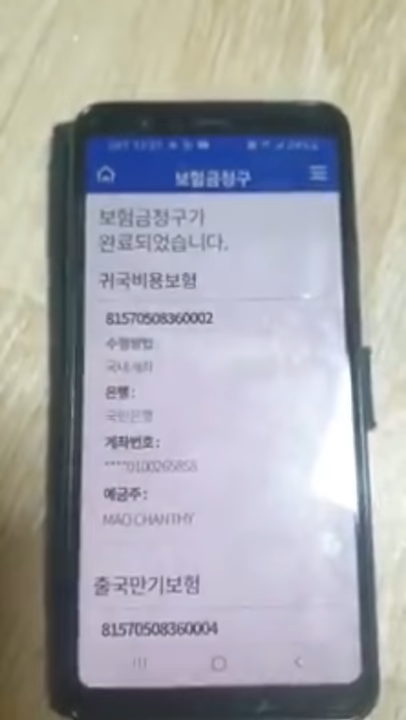 보험금청구
보험금청구가
완료되었습니다.
귀국비용보험
81570508360002
수령방법
국내계좌
은행:
국민은행
계좌번호:
****0100265858
예금주:
MAO CHANTHY
출국만기보험
81570508360004